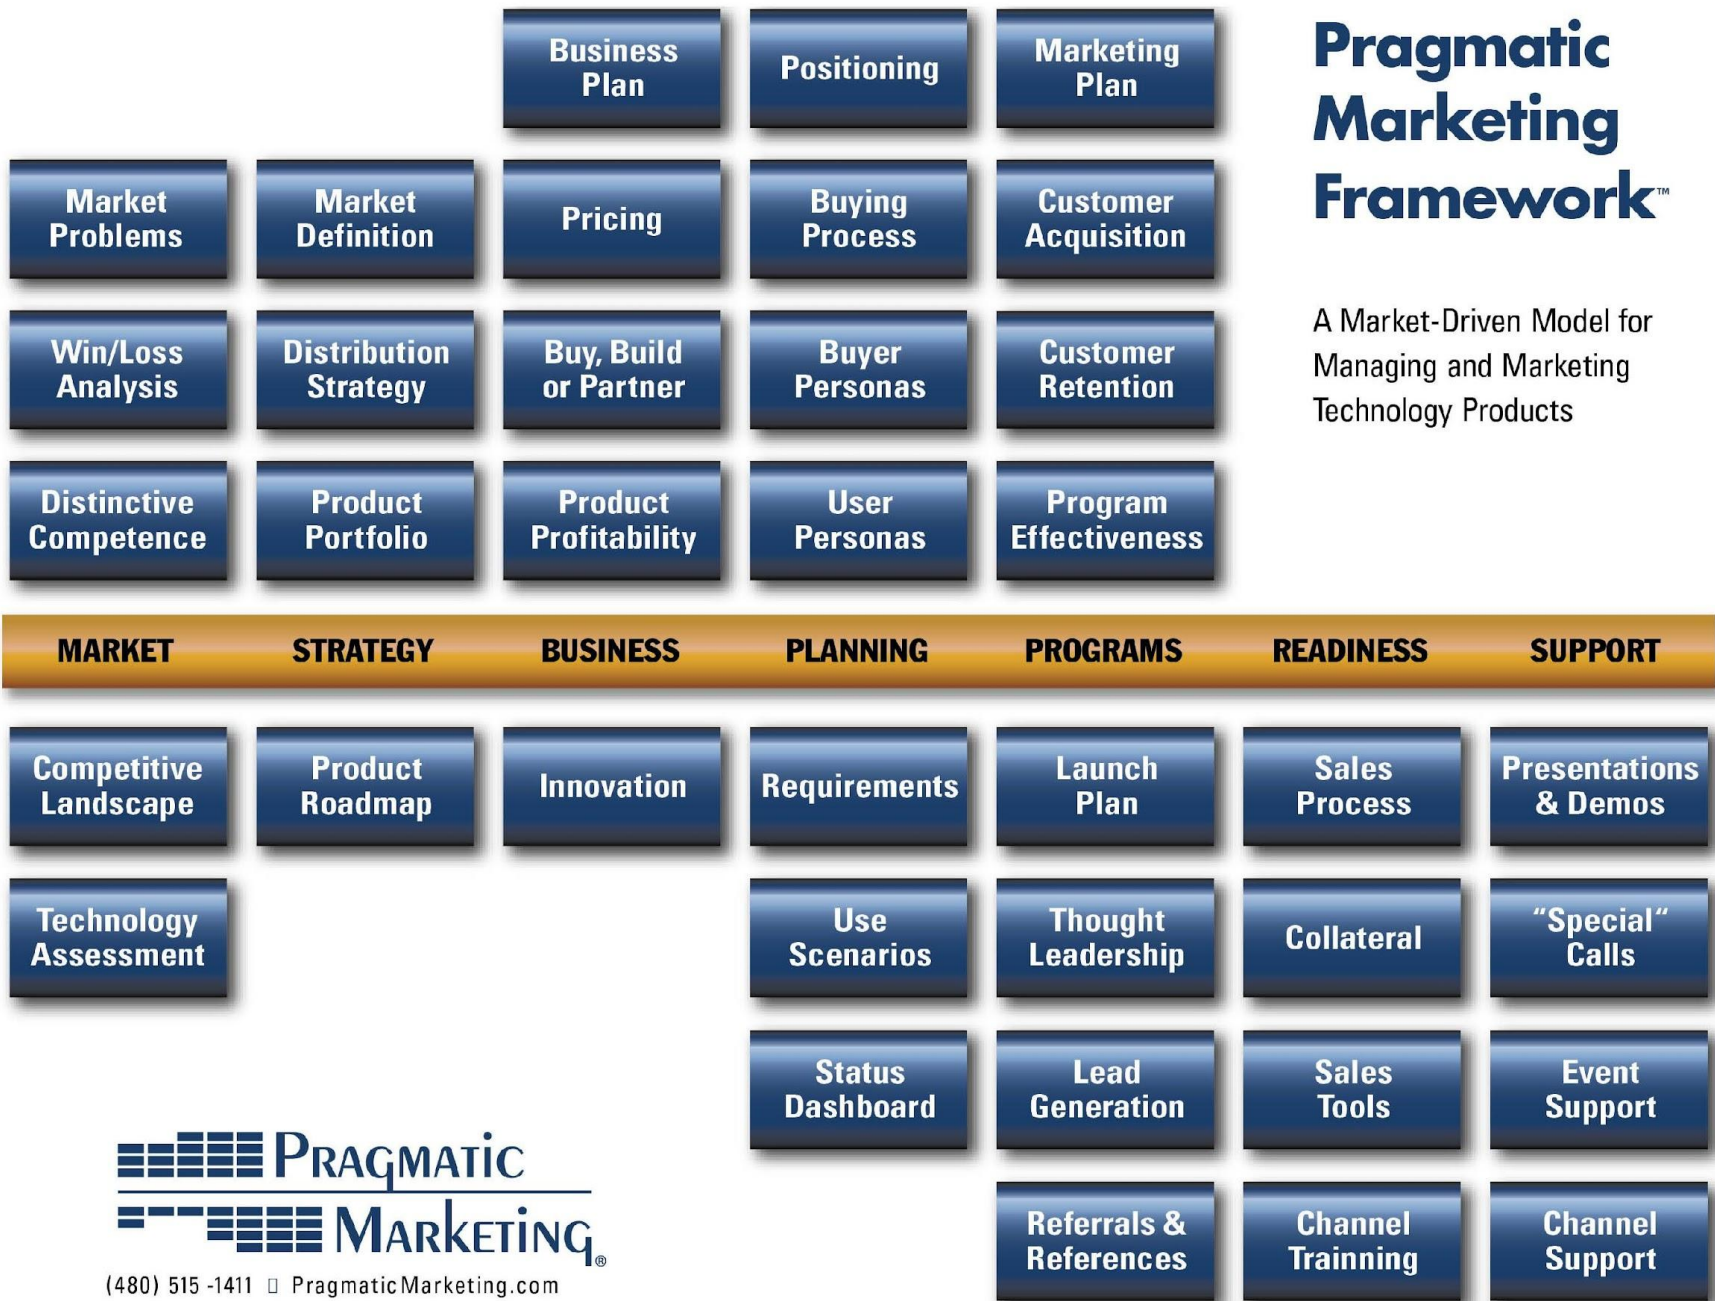 Business
Plan
Positioning
Marketing
Plan
Pragmatic
Marketing
Framework™
Market
Problems
Market
Definition
Pricing
Buying
Process
Customer
Acquisition
A Market-Driven Model for
Managing and Marketing
Technology Products
Win/Loss
Analysis
Distribution
Strategy
Buy, Build
or Partner
Buyer
Personas
Customer
Retention
Distinctive
Competence
Product
Portfolio
Product
Profitability
User
Personas
Program
Effectiveness
MARKET STRATEGY BUSINESS PLANNING PROGRAMS READINESS SUPPORT
Competitive
Landscape
Product
Roadmap
Innovation
Requirements
Launch
Plan
Sales
Process
Presentations
& Demos
Technology
Assessment
Use
Scenarios
Thought
Leadership
Collateral
“Special“
Calls
Status
Dashboard
Lead
Generation
Sales
Tools
Event
Support
Referrals &
References
Channel
Trainning
Channel
Support
PRAGMATIC
MARKETING®
(480) 515 -1411 ▯ PragmaticMarketing.com